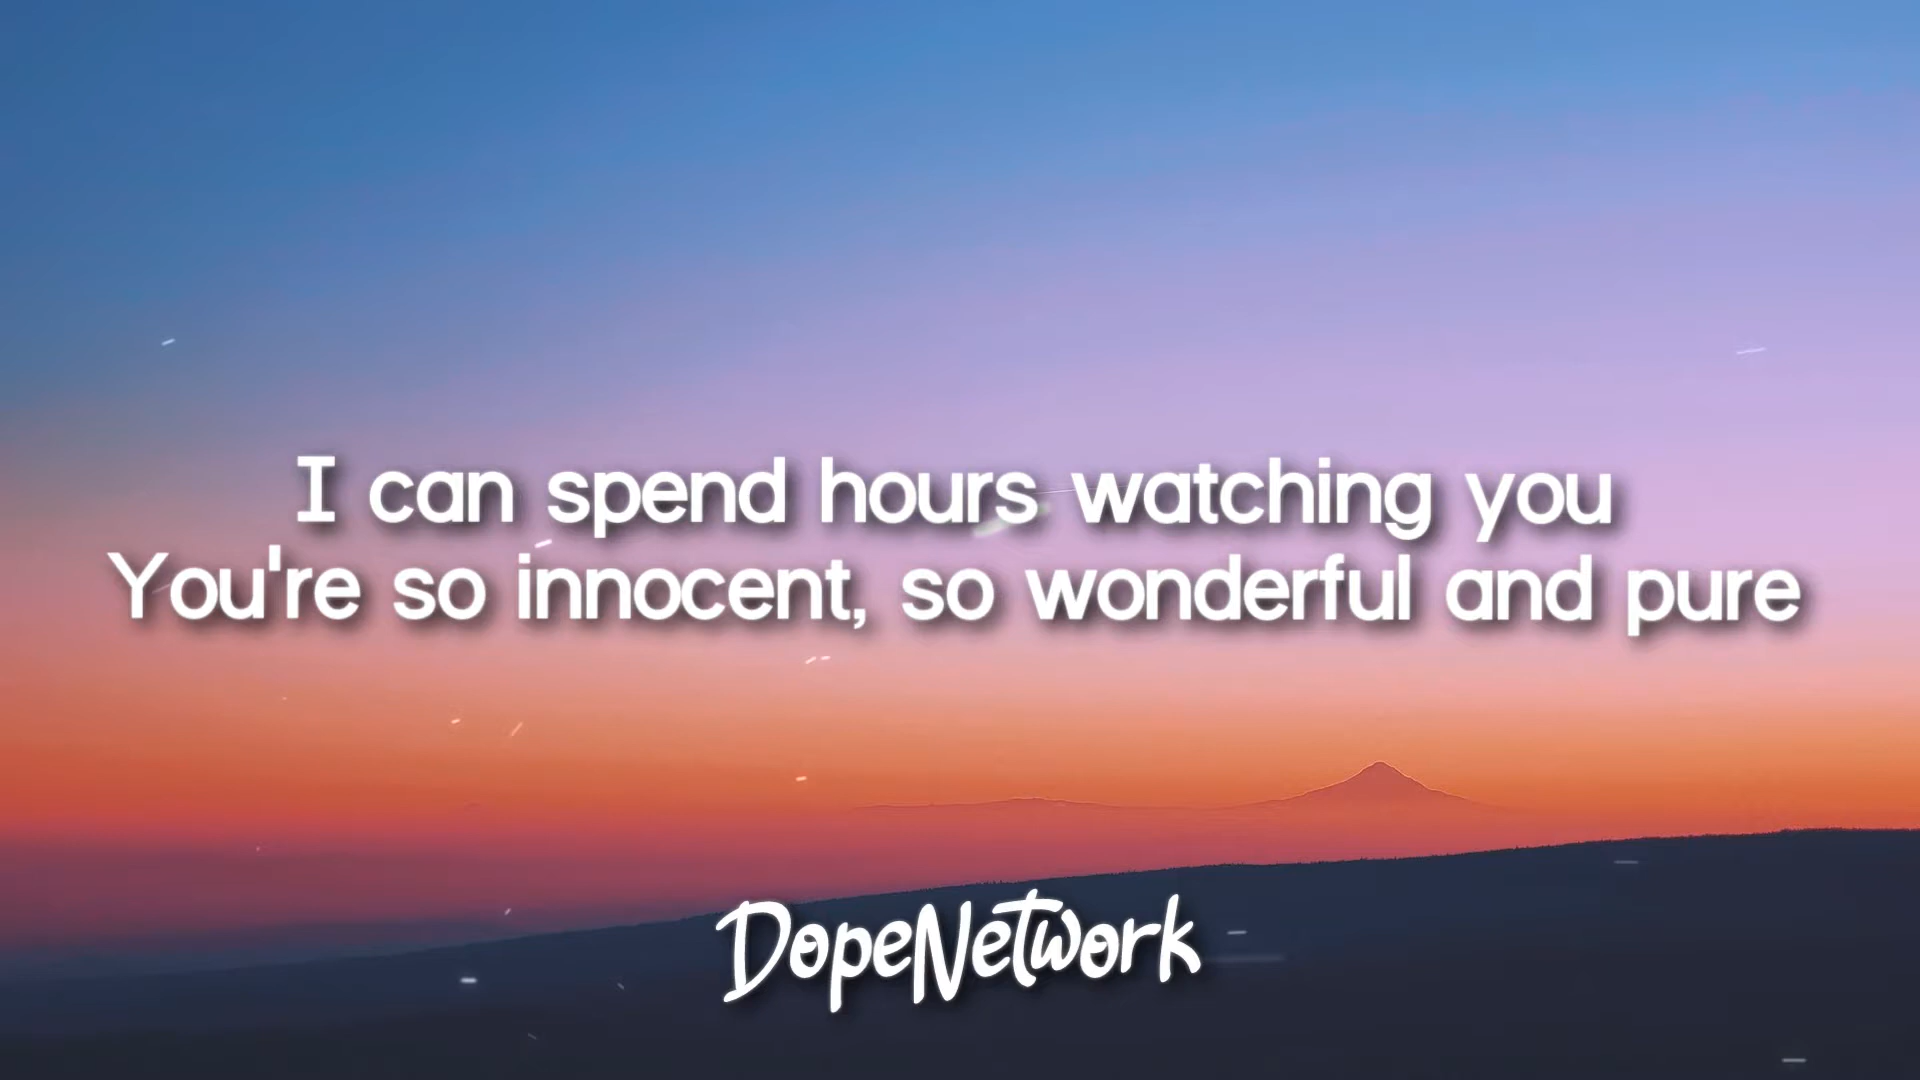 I can spend hours watching you
You're so innocent, so wonderful and pure
DopeNetwork